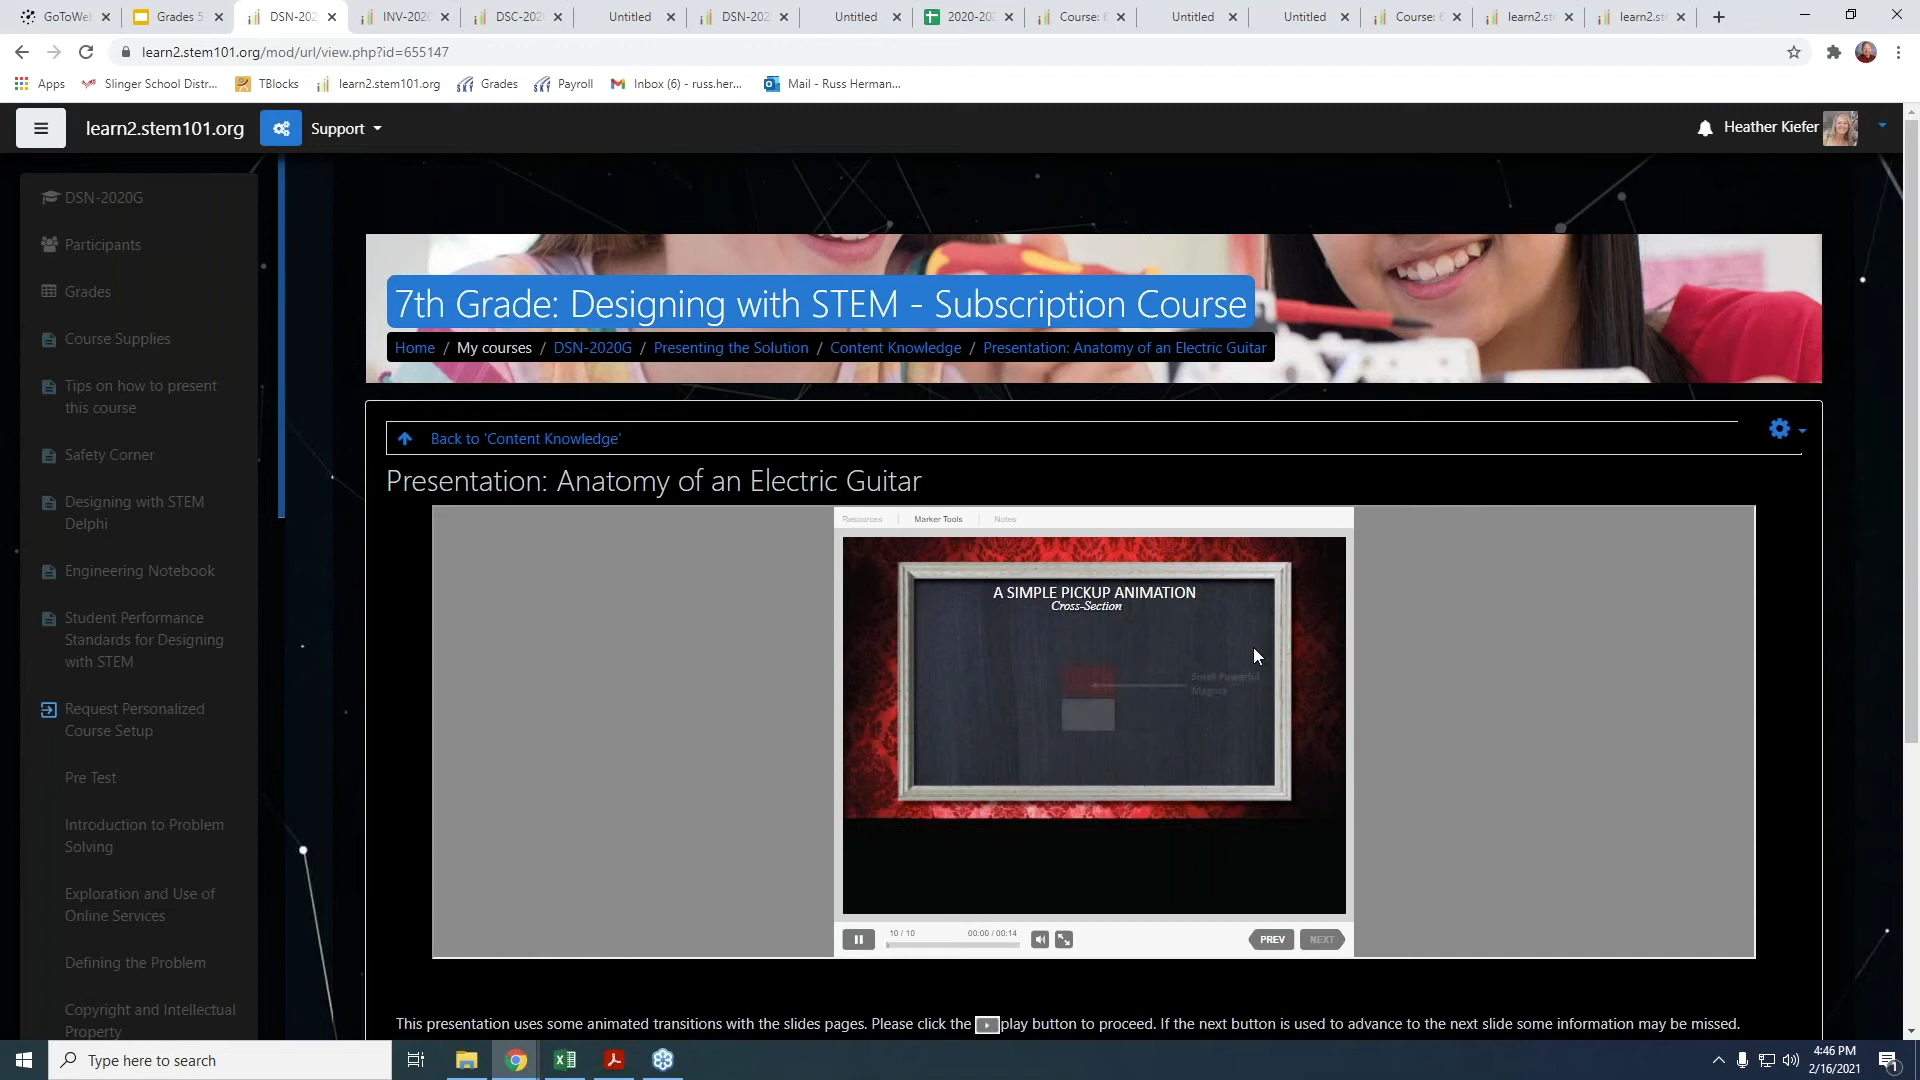 GoToWeb
Grades 5
DSN-202
INV-2020
DSC-2020
Untitled
DSN-202
Untitled
2020-202
Course: 6
Untitled
Untitled
Course: 6
learn2.st
learn2.st
learn2.stem101.org/mod/url/view.php?id=655147
Apps
Slinger School Distr...
TBlocks
learn2.stem101.org
Grades
Payroll
Inbox (6) - russ.her...
Mail - Russ Herman...
learn2.stem101.org
Support
Heather Kiefer
DSN-2020G
Participants
Grades
Course Supplies
Tips on how to present
this course
Safety Corner
Designing with STEM
Delphi
Engineering Notebook
Student Performance
Standards for Designing
with STEM
Request Personalized
Course Setup
Pre Test
Introduction to Problem
Solving
Exploration and Use of
Online Services
Defining the Problem
Copyright and Intellectual
Property
7th Grade: Designing with STEM - Subscription Course
Home / My courses / DSN-2020G / Presenting the Solution / Content Knowledge / Presentation: Anatomy of an Electric Guitar
Back to 'Content Knowledge'
Presentation: Anatomy of an Electric Guitar
Resources | Marker Tools | Notes
A SIMPLE PICKUP ANIMATION
Cross-Section
Small Powerful
Magnet
10 / 10
00:00 / 00:14
PREV
NEXT
This presentation uses some animated transitions with the slides pages. Please click the play button to proceed. If the next button is used to advance to the next slide some information may be missed.
Type here to search
4:46 PM
2/16/2021
1